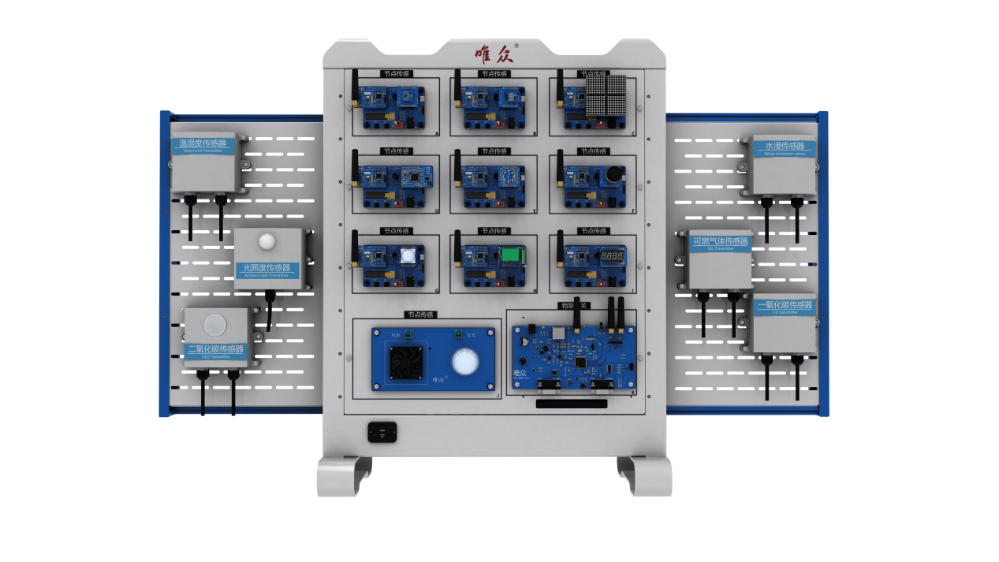 唯众®
节点传感
节点传感
节点传感
A
B
C
节点传感
节点传感
节点传感
D
E
F
节点传感
节点传感
节点传感
G
H
I
温湿度传感器
Temp.humi.Transmitter
光照度传感器
Ambient Light Transmitter
二氧化碳传感器
CO2 Transmitter
水浸传感器
Water immersion sensor
可燃气体传感器
LEL Transmitter
一氧化碳传感器
CO transmitter
节点传感
灯光
唯众®
J
物联 关
唯众
K